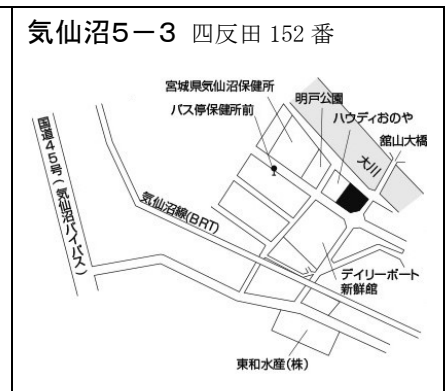 気仙沼5－3 四反田 152 番
宮城県気仙沼保健所
明戸公園
バス停保健所前
ハウディおのや
舘山大橋
大川
国道45号(気仙沼バイパス)
気仙沼線(BRT)
デイリーポート
新鮮館
東和水産(株)